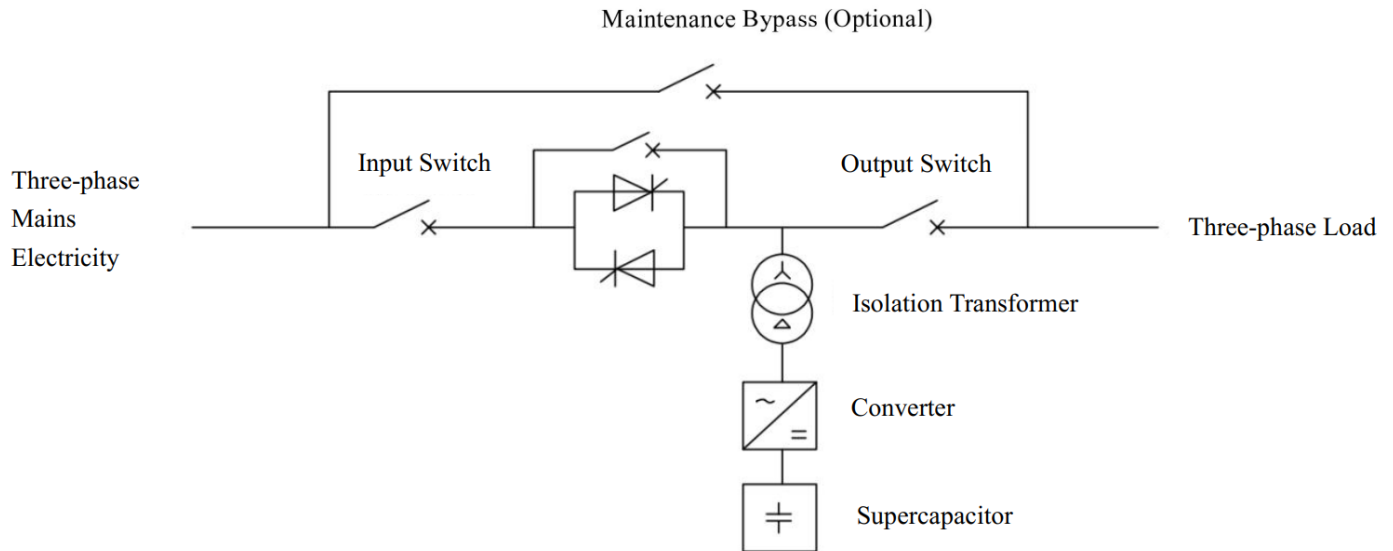 Maintenance Bypass (Optional)
Input Switch
Output Switch
Three-phase
Mains
Electricity
Three-phase Load
Isolation Transformer
Converter
Supercapacitor